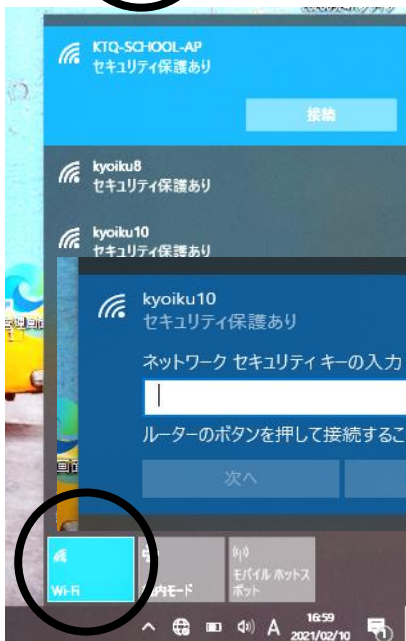 KTQ-SCHOOL-AP
セキュリティ保護あり
接続
kyoiku8
セキュリティ保護あり
kyoiku10
セキュリティ保護あり
kyoiku10
セキュリティ保護あり
ネットワーク セキュリティ キーの入力
ルーターのボタンを押して接続するこ
次へ
Wi-Fi
内モード
モバイル ホットス
ポット
A
16:59
2021/02/10